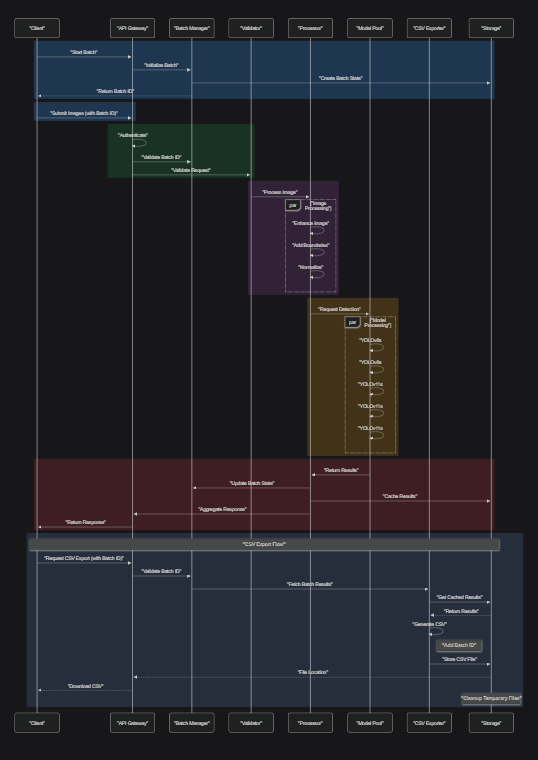 "Client"
"API Gateway"
"Batch Manager"
"Validator"
"Processor"
"Model Pool"
"CSV Exporter"
"Storage"
"Start Batch"
"Initialize Batch"
"Create Batch State"
"Return Batch ID"
"Submit Images (with Batch ID)"
"Authenticate"
"Validate Batch ID"
"Validate Request"
"Process Image"
par
["Image
Processing"]
"Enhance Image"
"Add Boundaries"
"Normalize"
"Request Detection"
par
["Model
Processing"]
"YOLOv8s"
"YOLOv8s"
"YOLOv11s"
"YOLOv11s"
"YOLOv11s"
"Return Results"
"Update Batch State"
"Cache Results"
"Aggregate Response"
"Return Response"
"CSV Export Flow"
"Request CSV Export (with Batch ID)"
"Validate Batch ID"
"Fetch Batch Results"
"Get Cached Results"
"Return Results"
"Generate CSV"
"Add Batch ID"
"Store CSV File"
"File Location"
"Download CSV"
"Cleanup Temporary Files"
"Client"
"API Gateway"
"Batch Manager"
"Validator"
"Processor"
"Model Pool"
"CSV Exporter"
"Storage"